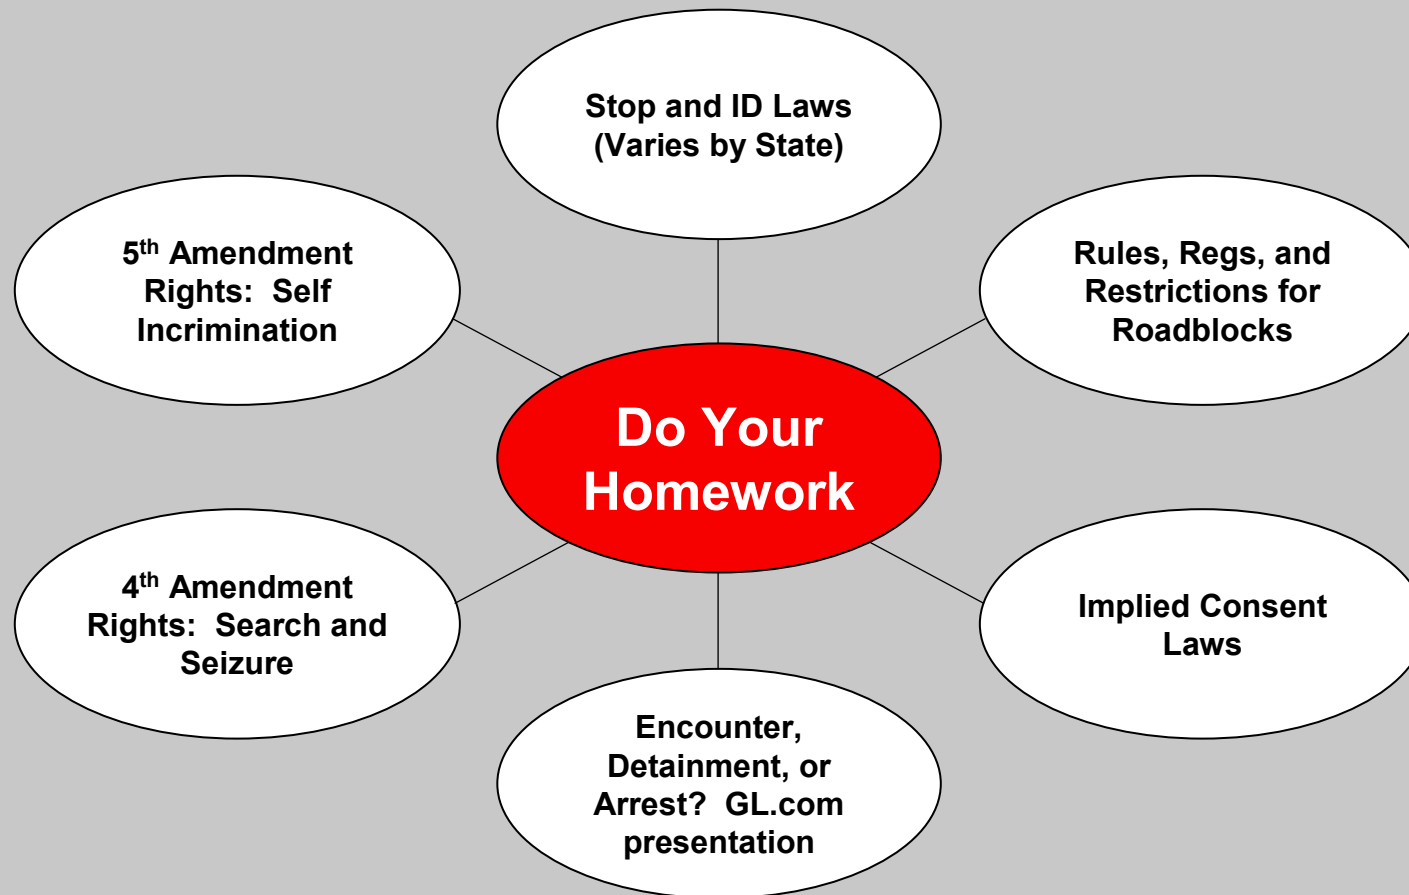 Stop and ID Laws
(Varies by State)
5th Amendment
Rights:  Self
Incrimination
Rules, Regs, and
Restrictions for
Roadblocks
Do Your
Homework
4th Amendment
Rights:  Search and
Seizure
Implied Consent
Laws
Encounter,
Detainment, or
Arrest?  GL.com
presentation